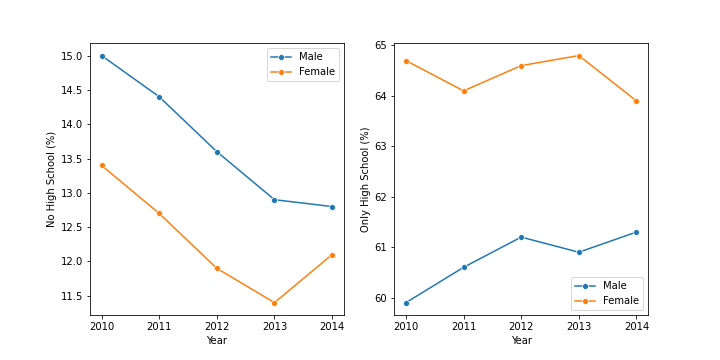 No High School (%)
15.0
14.5
14.0
13.5
13.0
12.5
12.0
11.5
2010 2011 2012 2013 2014
Year
Male
Female
Only High School (%)
65
64
63
62
61
60
2010 2011 2012 2013 2014
Year
Male
Female